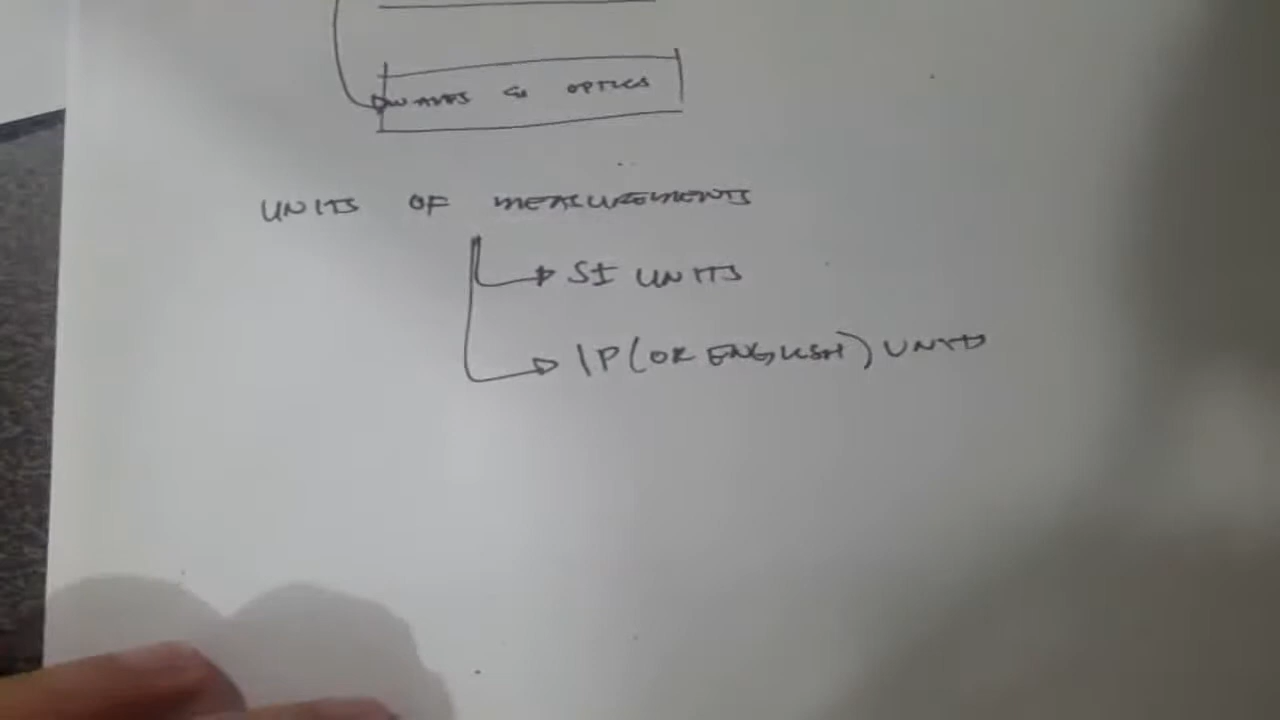 WAVES & OPTICS
UNITS OF MEASUREMENTS
SI UNITS
IP (OR ENGLISH) UNITS